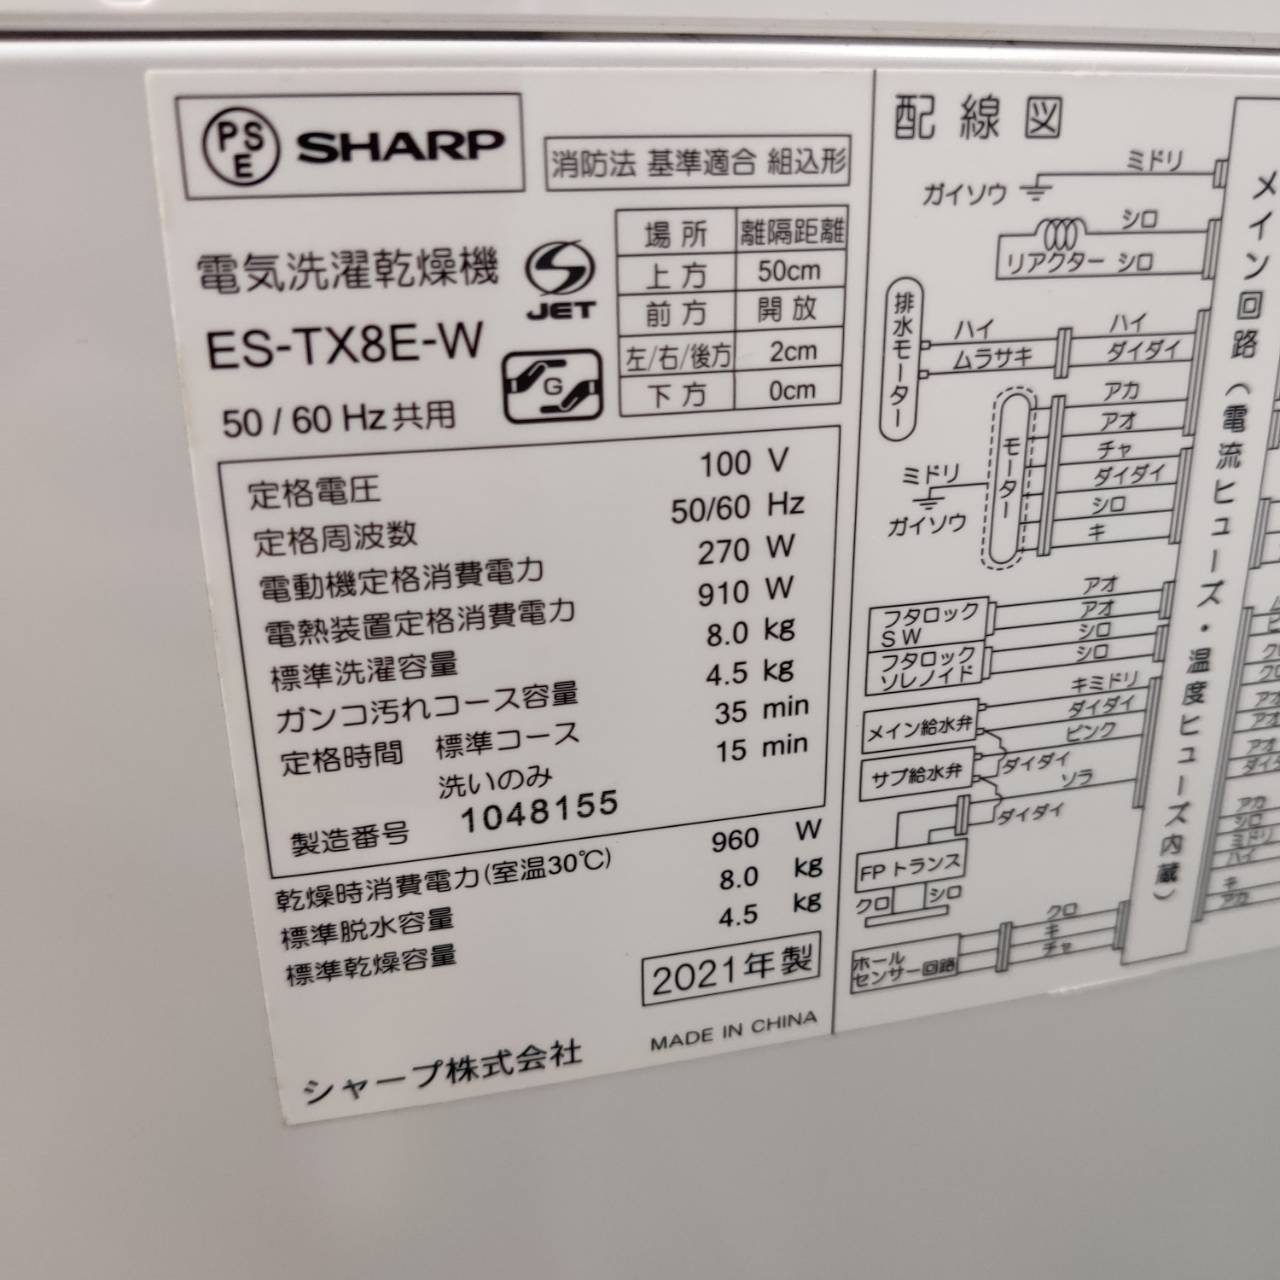 PSE SHARP
消防法 基準適合 組込形
電気洗濯乾燥機
S JET
ES-TX8E-W
G
50 / 60 Hz 共用
場所 離隔距離
上方 50cm
前方 開放
左/右/後方 2cm
下方 0cm
定格電圧 100 V
定格周波数 50/60 Hz
電動機定格消費電力 270 W
電熱装置定格消費電力 910 W
標準洗濯容量 8.0 kg
ガンコ汚れコース容量 4.5 kg
定格時間 標準コース 35 min
洗いのみ 15 min
製造番号 1048155
乾燥時消費電力(室温30℃) 960 W
標準脱水容量 8.0 kg
標準乾燥容量 4.5 kg
2021年製
シャープ株式会社 MADE IN CHINA
配線図
ミドリ
ガイソウ
シロ
リアクター シロ
排水モーター
ハイ ハイ
ムラサキ ダイダイ
モーター
アカ
アオ
チャ
ダイダイ
シロ
キ
ミドリ
ガイソウ
フタロック
SW
アオ
アオ
フタロック
ソレノイド
シロ
シロ
メイン給水弁
キミドリ
ダイダイ
ピンク
サブ給水弁
ダイダイ
ソラ
ダイダイ
FPトランス
クロ シロ
ホール
センサー回路
クロ
キ
チャ
メイン回路(電流ヒューズ・温度ヒューズ内蔵)
アカ
シロ
ミドリ
ハイ
キ
アカ